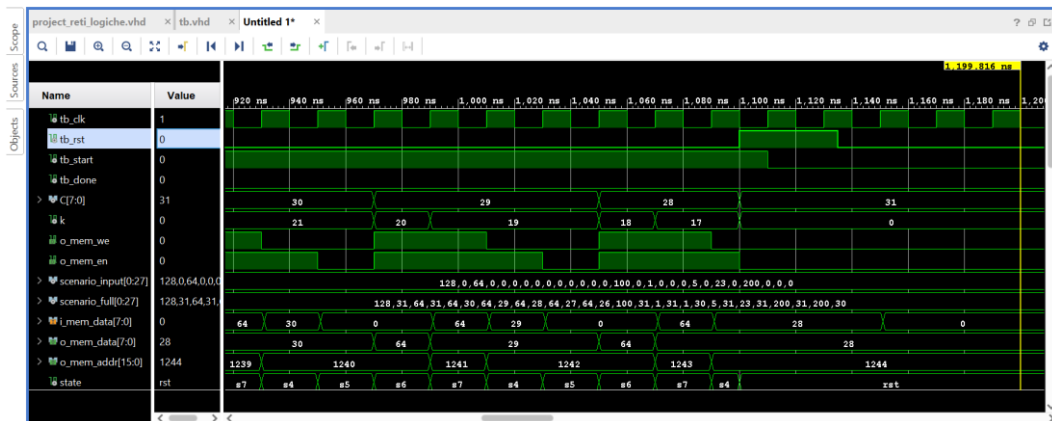 project_reti_logiche.vhd × tb.vhd × Untitled 1* × ?
Scope
Sources
Objects
Name Value
1,199.816 ns
920 ns 940 ns 960 ns 980 ns 1,000 ns 1,020 ns 1,040 ns 1,060 ns 1,080 ns 1,100 ns 1,120 ns 1,140 ns 1,160 ns 1,180 ns 1,20
tb_clk 1
tb_rst 0
tb_start 0
tb_done 0
C[7:0] 31 30 29 28 31
k 0 21 20 19 18 17 0
o_mem_we 0
o_mem_en 0
scenario_input[0:27] 128,0,64,0,0,0 128,0,64,0,0,0,0,0,0,0,0,0,0,0,100,0,1,0,0,0,5,0,23,0,200,0,0,0
scenario_full[0:27] 128,31,64,31, 128,31,64,31,64,30,64,29,64,28,64,27,64,26,100,31,1,31,1,30,5,31,23,31,200,31,200,30
i_mem_data[7:0] 0 64 30 0 64 29 0 64 28 0
o_mem_data[7:0] 28 30 64 29 64 28
o_mem_addr[15:0] 1244 1239 1240 1241 1242 1243 1244
state rst s7 s4 s5 s6 s7 s4 s5 s6 s7 s4 rst